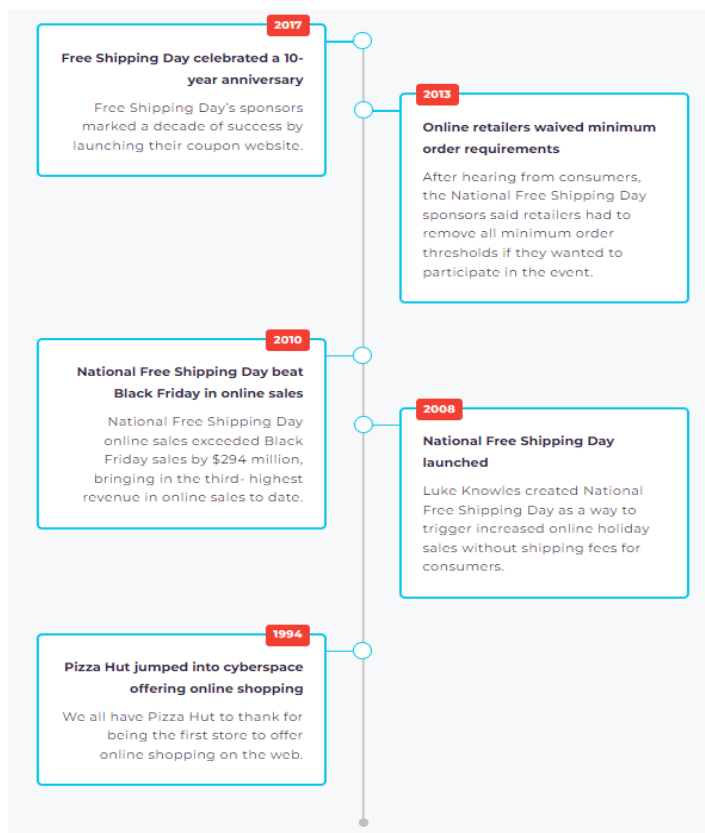 2017
Free Shipping Day celebrated a 10-
year anniversary
Free Shipping Day's sponsors
marked a decade of success by
launching their coupon website.
2013
Online retailers waived minimum
order requirements
After hearing from consumers,
the National Free Shipping Day
sponsors said retailers had to
remove all minimum order
thresholds if they wanted to
participate in the event.
2010
National Free Shipping Day beat
Black Friday in online sales
National Free Shipping Day
online sales exceeded Black
Friday sales by $294 million,
bringing in the third- highest
revenue in online sales to date.
2008
National Free Shipping Day
launched
Luke Knowles created National
Free Shipping Day as a way to
trigger increased online holiday
sales without shipping fees for
consumers.
1994
Pizza Hut jumped into cyberspace
offering online shopping
We all have Pizza Hut to thank for
being the first store to offer
online shopping on the web.